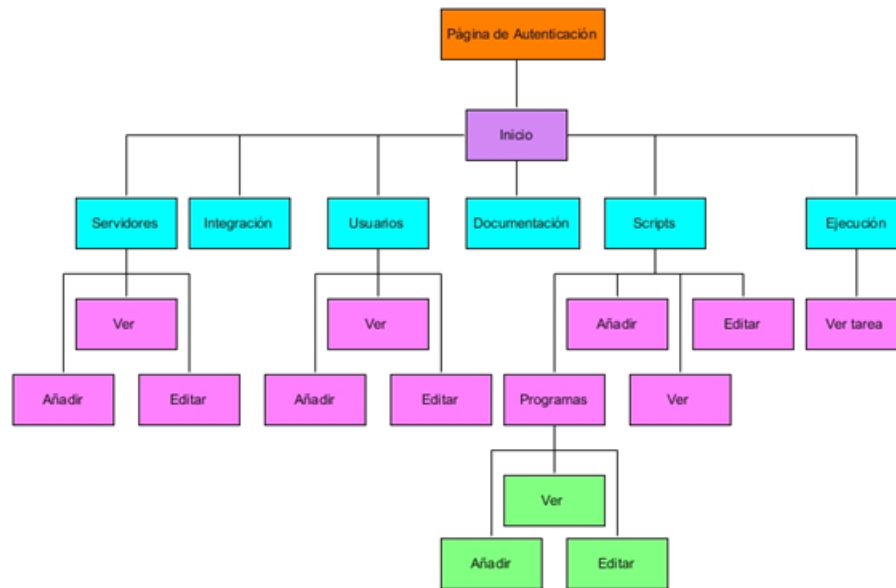 Página de Autenticación
Inicio
Servidores
Integración
Usuarios
Documentación
Scripts
Ejecución
Ver
Ver
Añadir
Editar
Ver tarea
Añadir
Editar
Añadir
Editar
Programas
Ver
Ver
Añadir
Editar